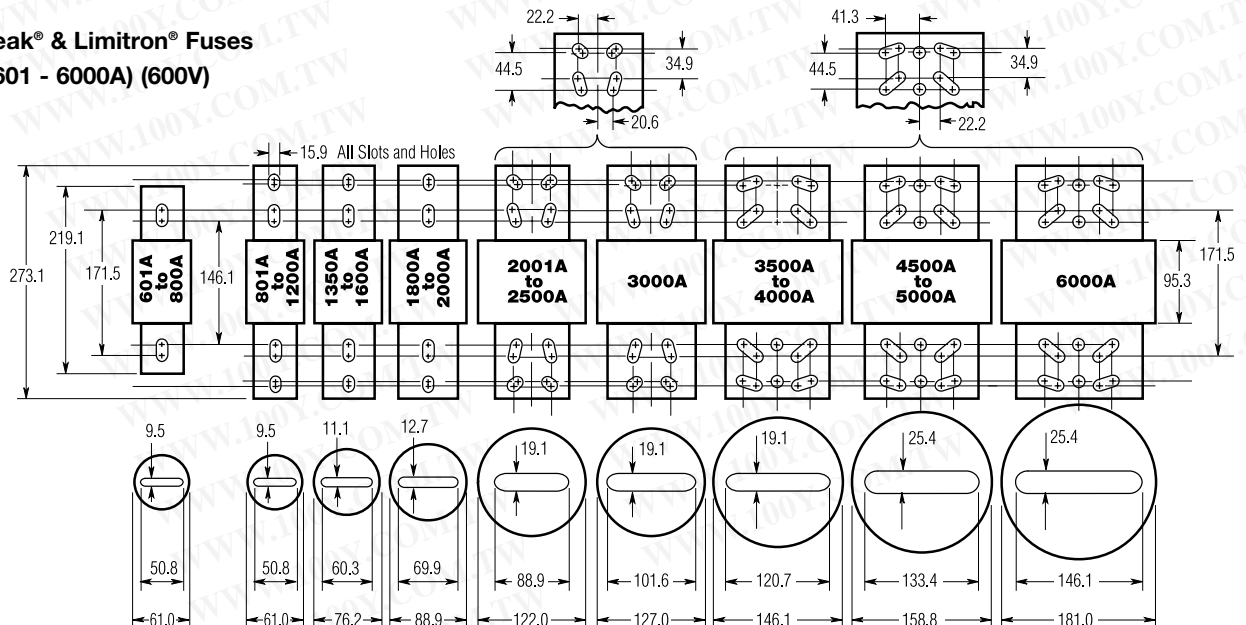 eak® & Limitron® Fuses
601 - 6000A) (600V)
22.2
44.5
34.9
20.6
41.3
44.5
34.9
22.2
15.9 All Slots and Holes
273.1
219.1
171.5
146.1
601A
to
800A
801A
to
1200A
1350A
to
1600A
1800A
to
2000A
2001A
to
2500A
3000A
3500A
to
4000A
4500A
to
5000A
6000A
95.3
171.5
9.5
9.5
11.1
12.7
19.1
19.1
19.1
25.4
25.4
50.8
50.8
60.3
69.9
88.9
101.6
120.7
133.4
146.1
61.0
61.0
76.2
88.9
122.0
127.0
146.1
158.8
181.0
WWW.100Y.COM.TW